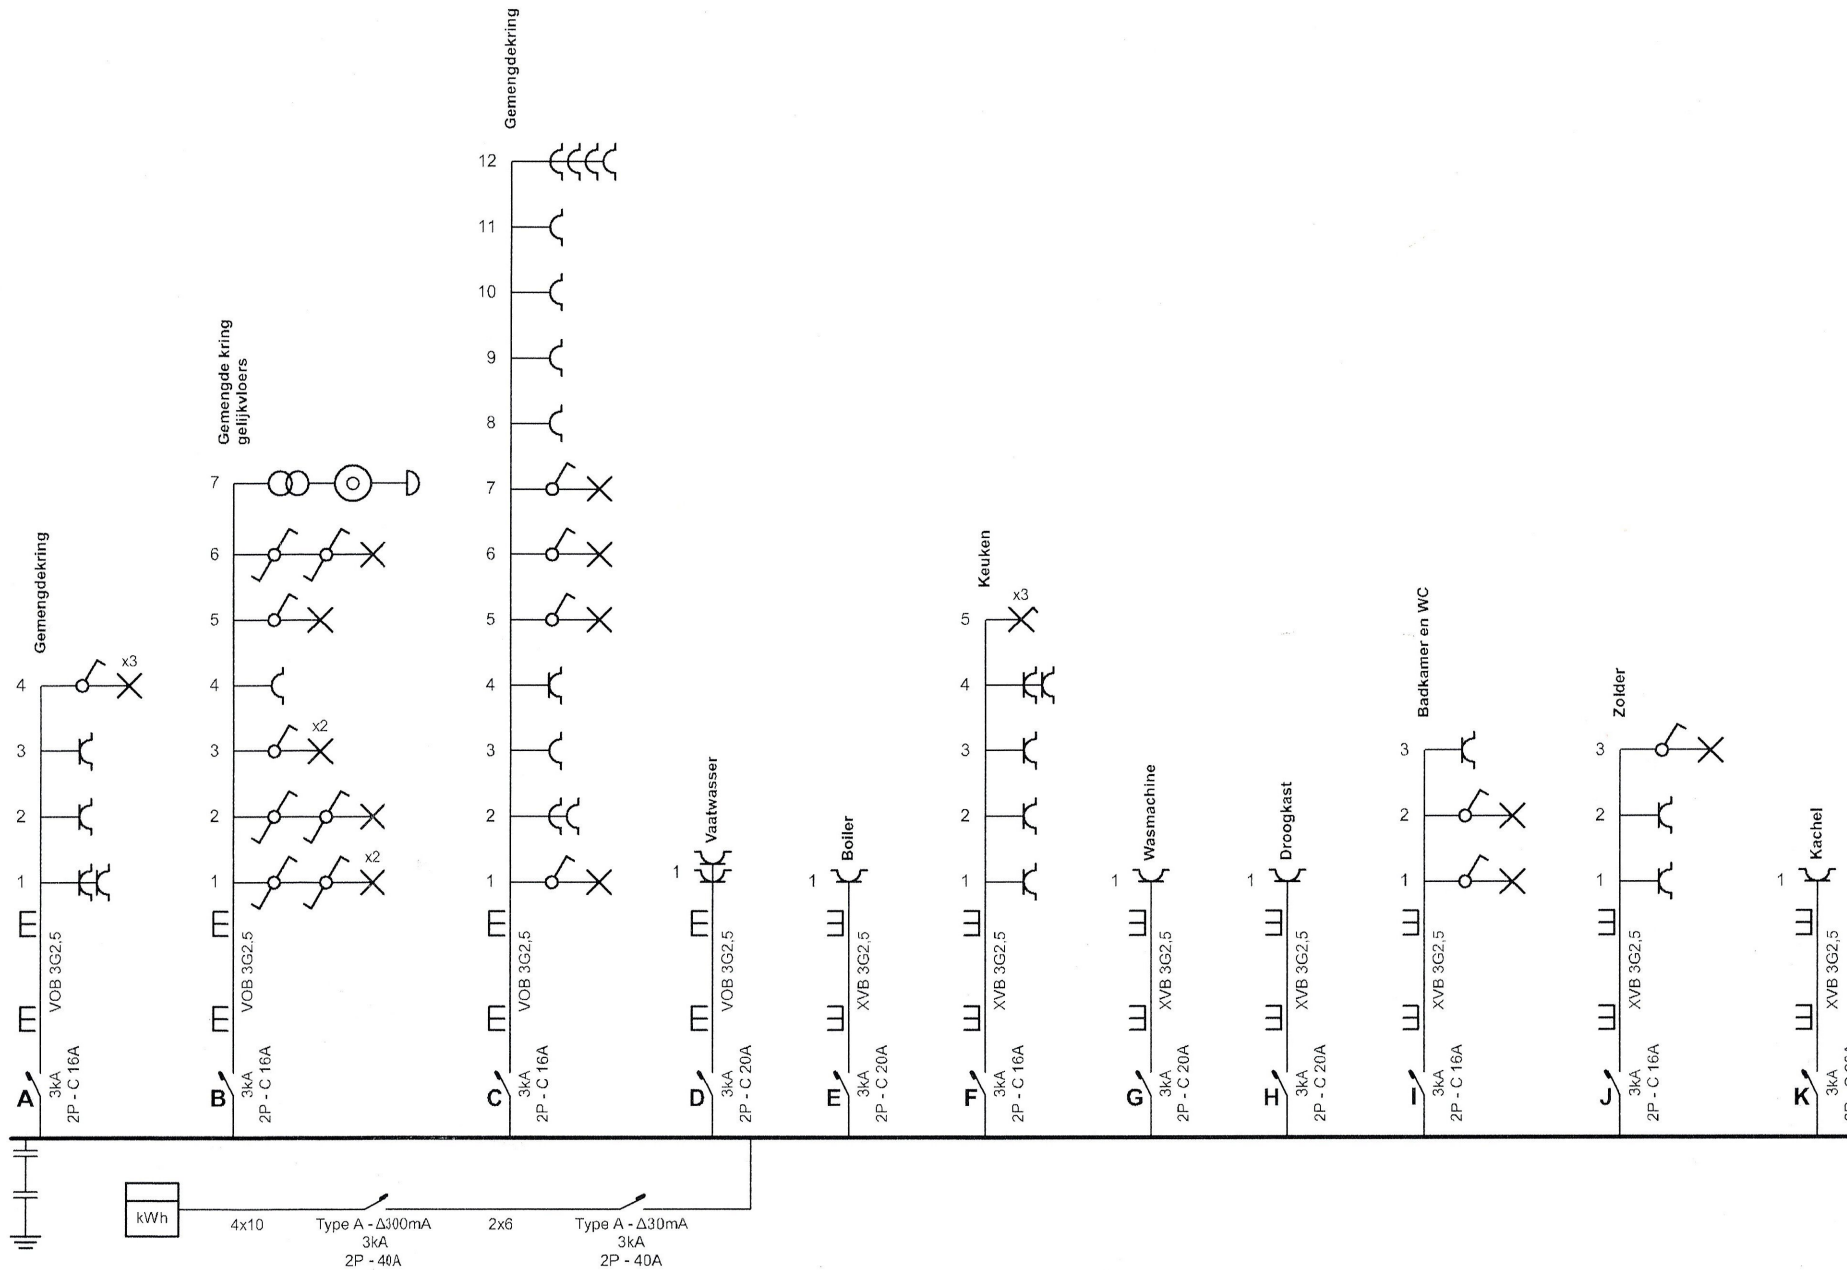 Gemengdekring
12
11
10
9
8
7
6
5
4
3
2
1
VOB 3G2,5
C
3kA
2P - C 16A
Gemengde kring
gelijkvloers
7
6
5
4
x2
3
2
x2
1
VOB 3G2.5
B
3kA
2P - C 16A
Gemengdekring
x3
4
3
2
1
VOB 3G2,5
A
3kA
2P - C 16A
Vaatwasser
1
VOB 3G2.5
D
3kA
2P - C 20A
Boiler
1
XVB 3G2,5
E
3kA
2P - C 20A
Keuken
x3
5
4
3
2
1
XVB 3G2,5
F
3kA
2P - C 16A
Wasmachine
1
XVB 3G2,5
G
3kA
2P - C 20A
Droogkast
1
XVB 3G2,5
H
3kA
2P - C 20A
Badkamer en WC
3
2
1
XVB 3G2,5
I
3kA
2P - C 16A
Zolder
3
2
1
XVB 3G2,5
J
3kA
2P - C 16A
Kachel
1
XVB 3G2,5
K
3kA
kWh
4x10
Type A - Δ300mA
3kA
2P - 40A
2x6
Type A - Δ30mA
3kA
2P - 40A